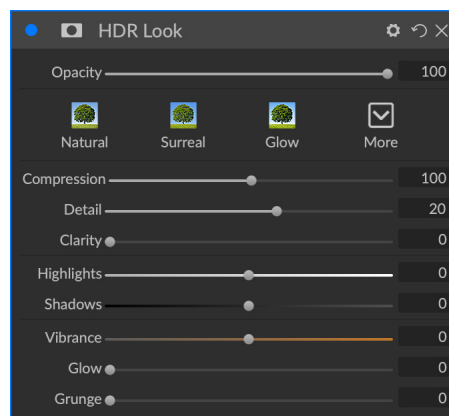 HDR Look
Opacity 100
Natural Surreal Glow More
Compression 100
Detail 20
Clarity 0
Highlights 0
Shadows 0
Vibrance 0
Glow 0
Grunge 0